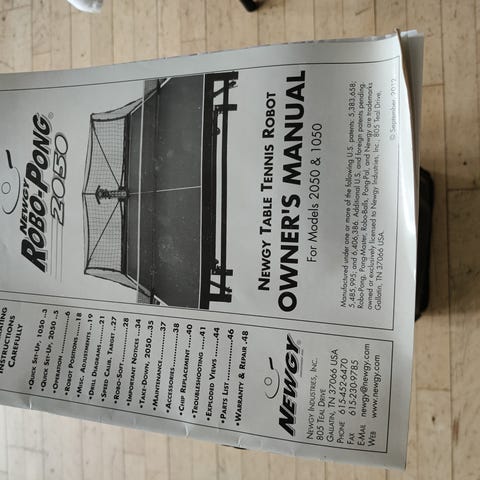 NEWGY
ROBO-PONG®
2050
NEWGY TABLE TENNIS ROBOT
OWNER'S MANUAL
For Models 2050 & 1050
Manufactured under one or more of the following U.S. patents: 5,383,658;
5,485,995; and 6,406,386. Additional U.S. and foreign patents pending.
Robo-Pong, Pong-Master, Robo-Balls, Pong-Pal, and Newgy are trademarks
owned or exclusively licensed to Newgy Industries, Inc., 805 Teal Drive,
Gallatin, TN 37066 USA.
© September 2012
INSTRUCTIONS
CAREFULLY
•QUICK SET-UP, 1050 ..3
•QUICK SET-UP, 2050 ..5
•OPERATION ...6
•ROBOT POSITIONS ...18
•MISC. ADJUSTMENTS ...19
•DRILL DIAGRAM ...21
•SPEED CALIB. TARGET ...27
•ROBO-SOFT ...28
•IMPORTANT NOTICES ...34
•TAKE-DOWN, 2050 ...35
•MAINTENANCE ...37
•ACCESSORIES ...38
•CHIP REPLACEMENT ...40
•TROUBLESHOOTING ...41
•EXPLODED VIEWS ...44
•PARTS LIST ...46
•WARRANTY & REPAIR .48
NEWGY
NEWGY INDUSTRIES, INC.
805 TEAL DRIVE
GALLATIN, TN 37066 USA
PHONE 615-452-6470
FAX 615-230-9785
E-MAIL newgy@newgy.com
WEB www.newgy.com